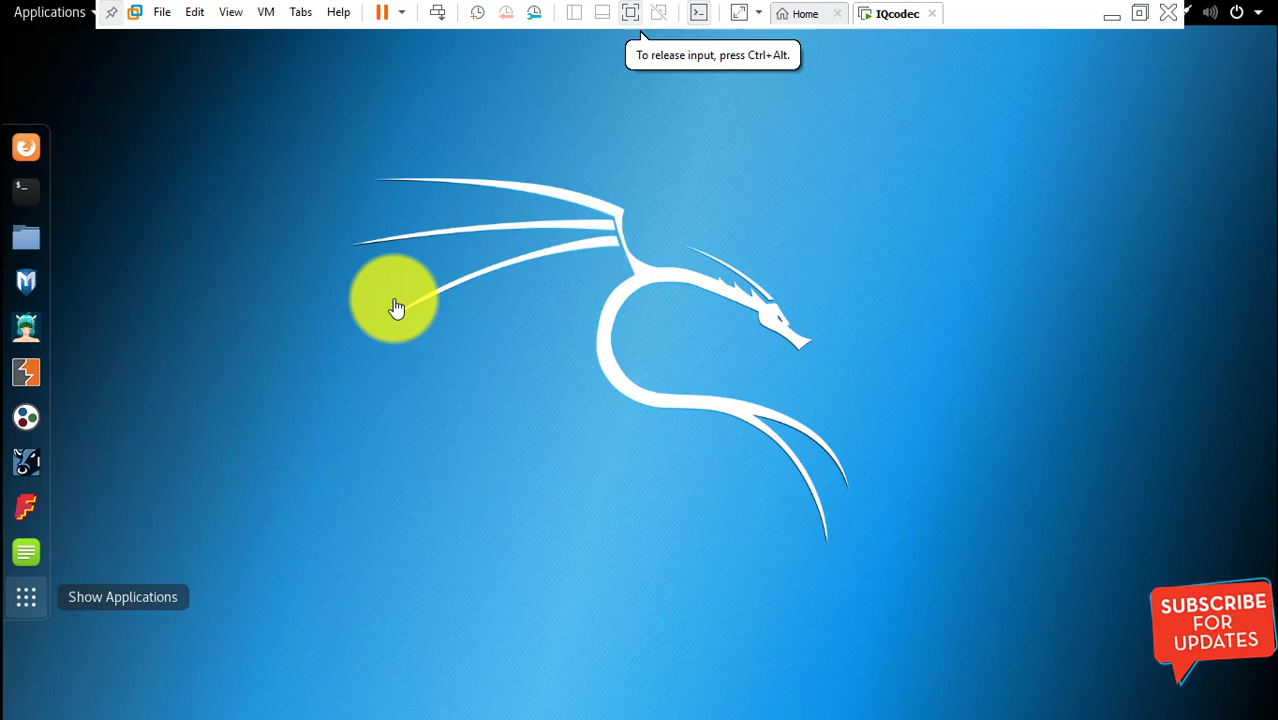 Applications
File Edit View VM Tabs Help
Home
IQcodec
To release input, press Ctrl+Alt.
$_
Show Applications
SUBSCRIBE
FOR
UPDATES